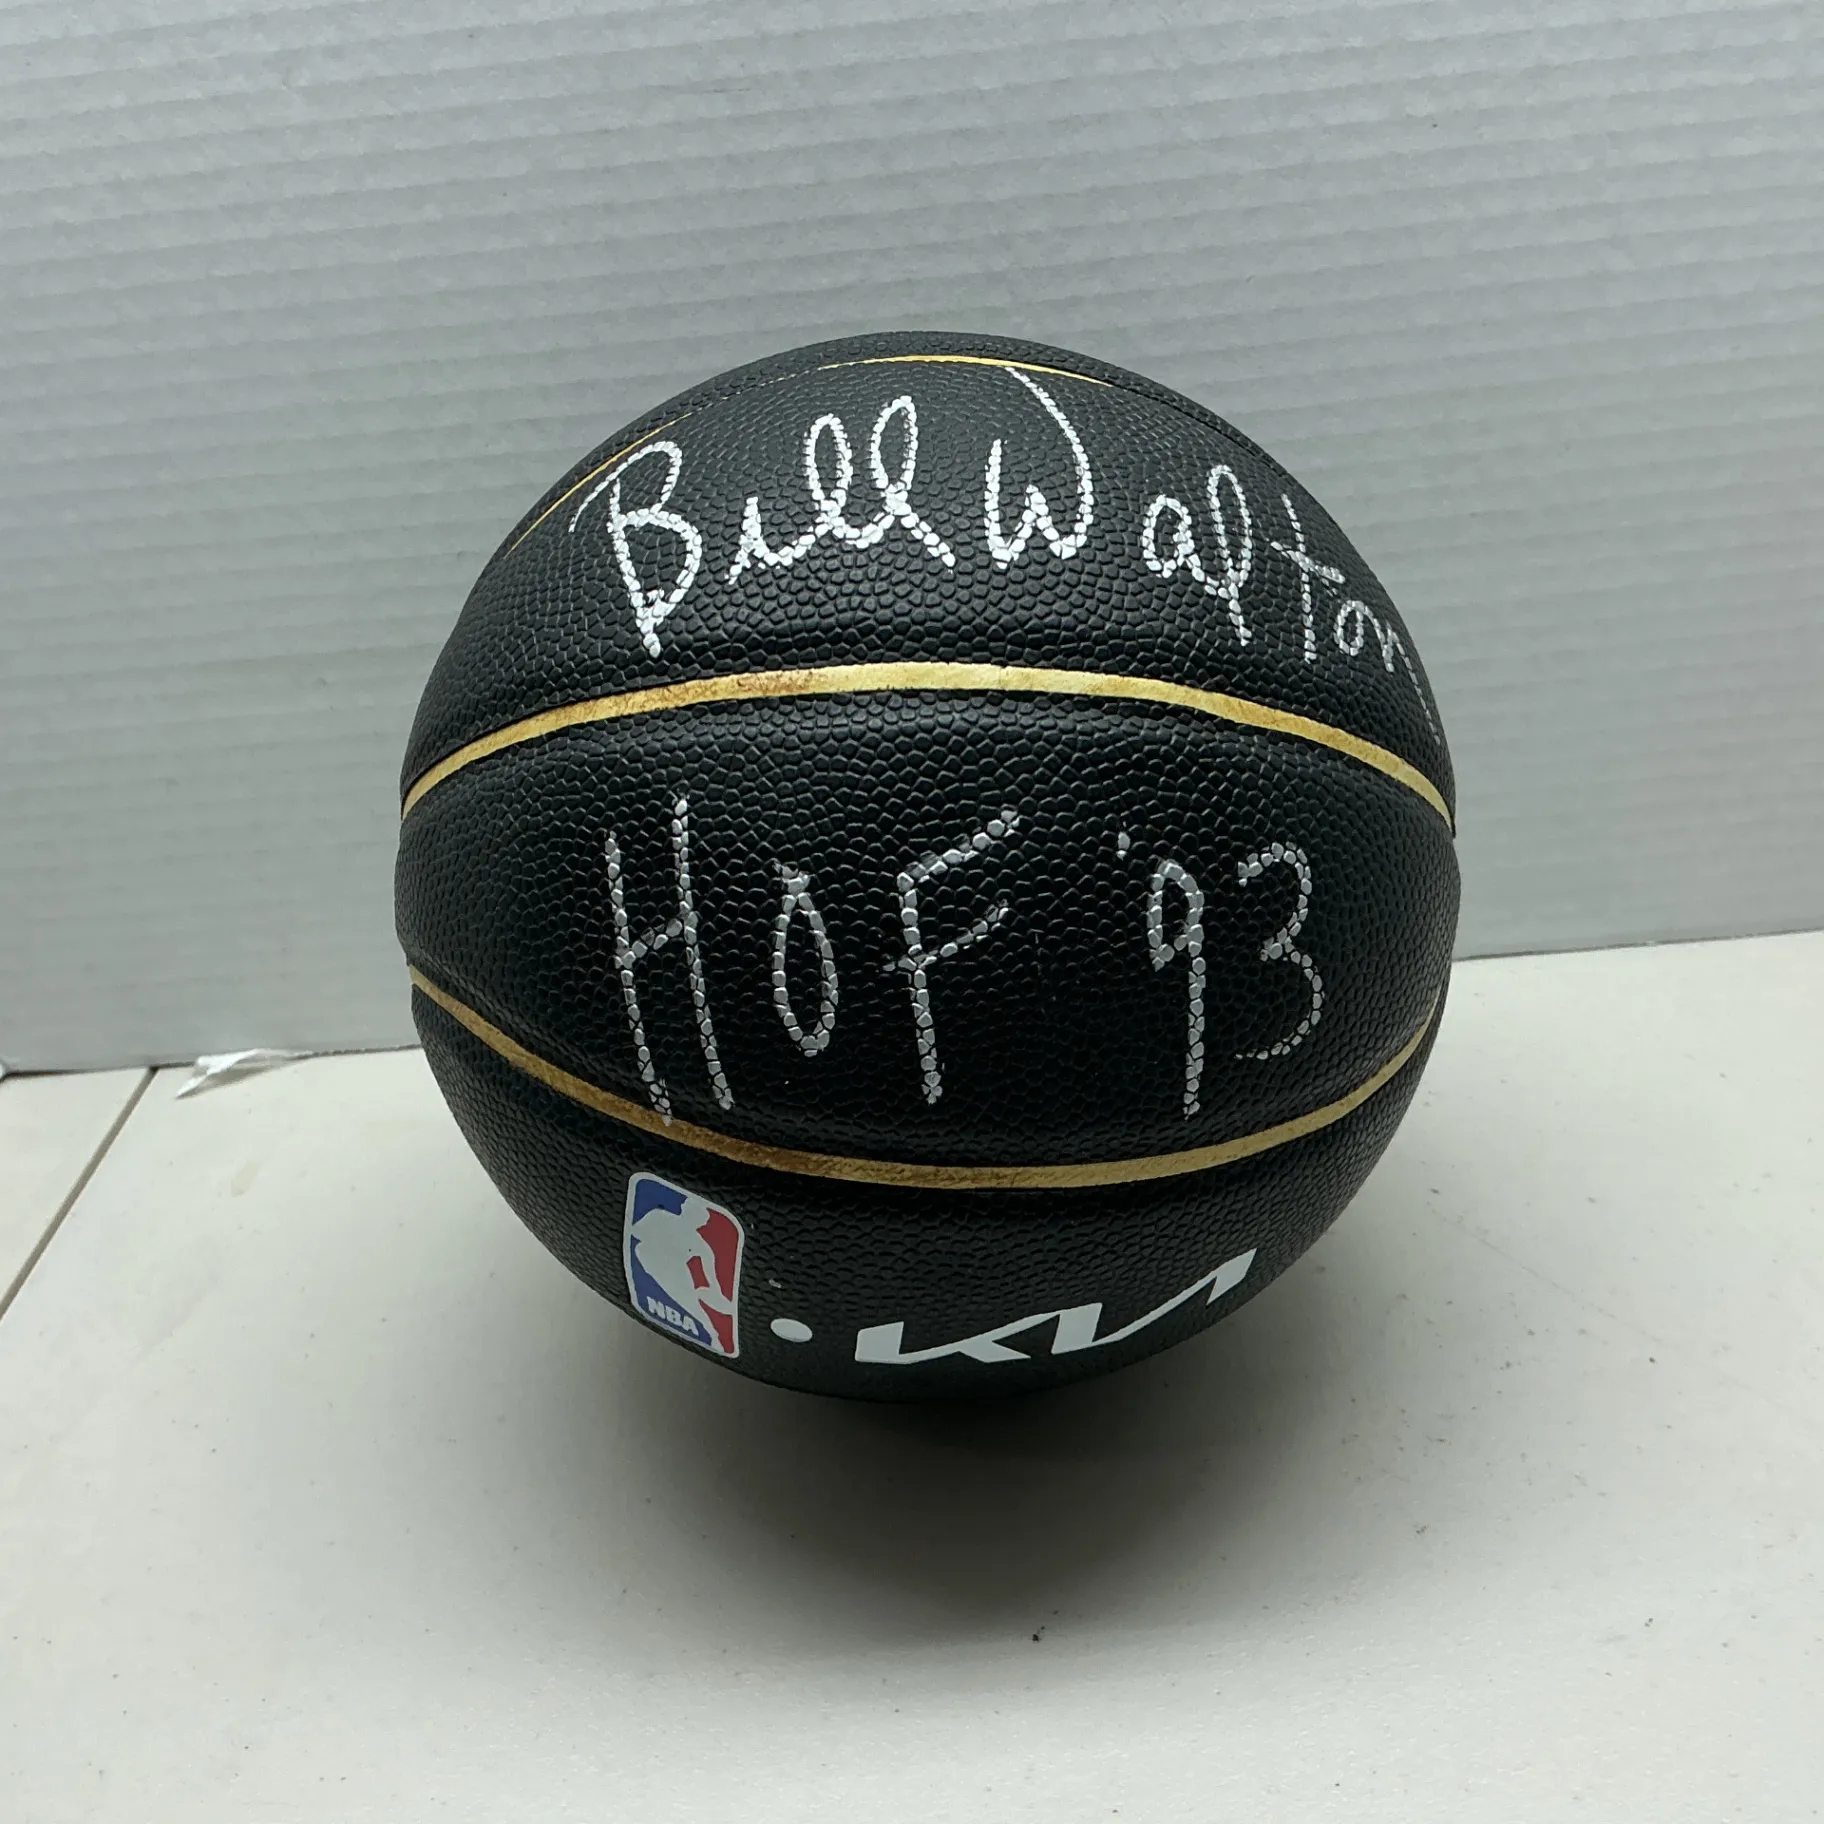 Bill Walton
HOF '93
NBA
KIA